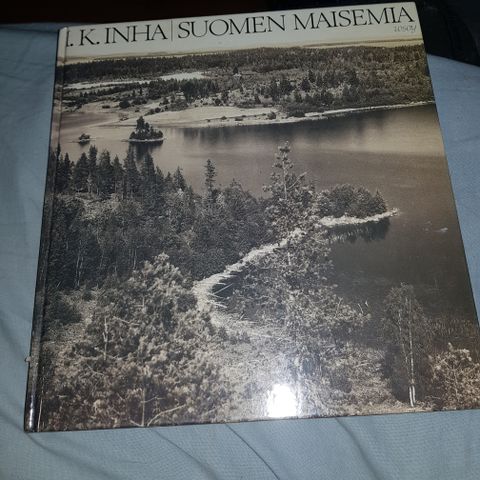 . K. INHA | SUOMEN MAISEMIA
WSOY